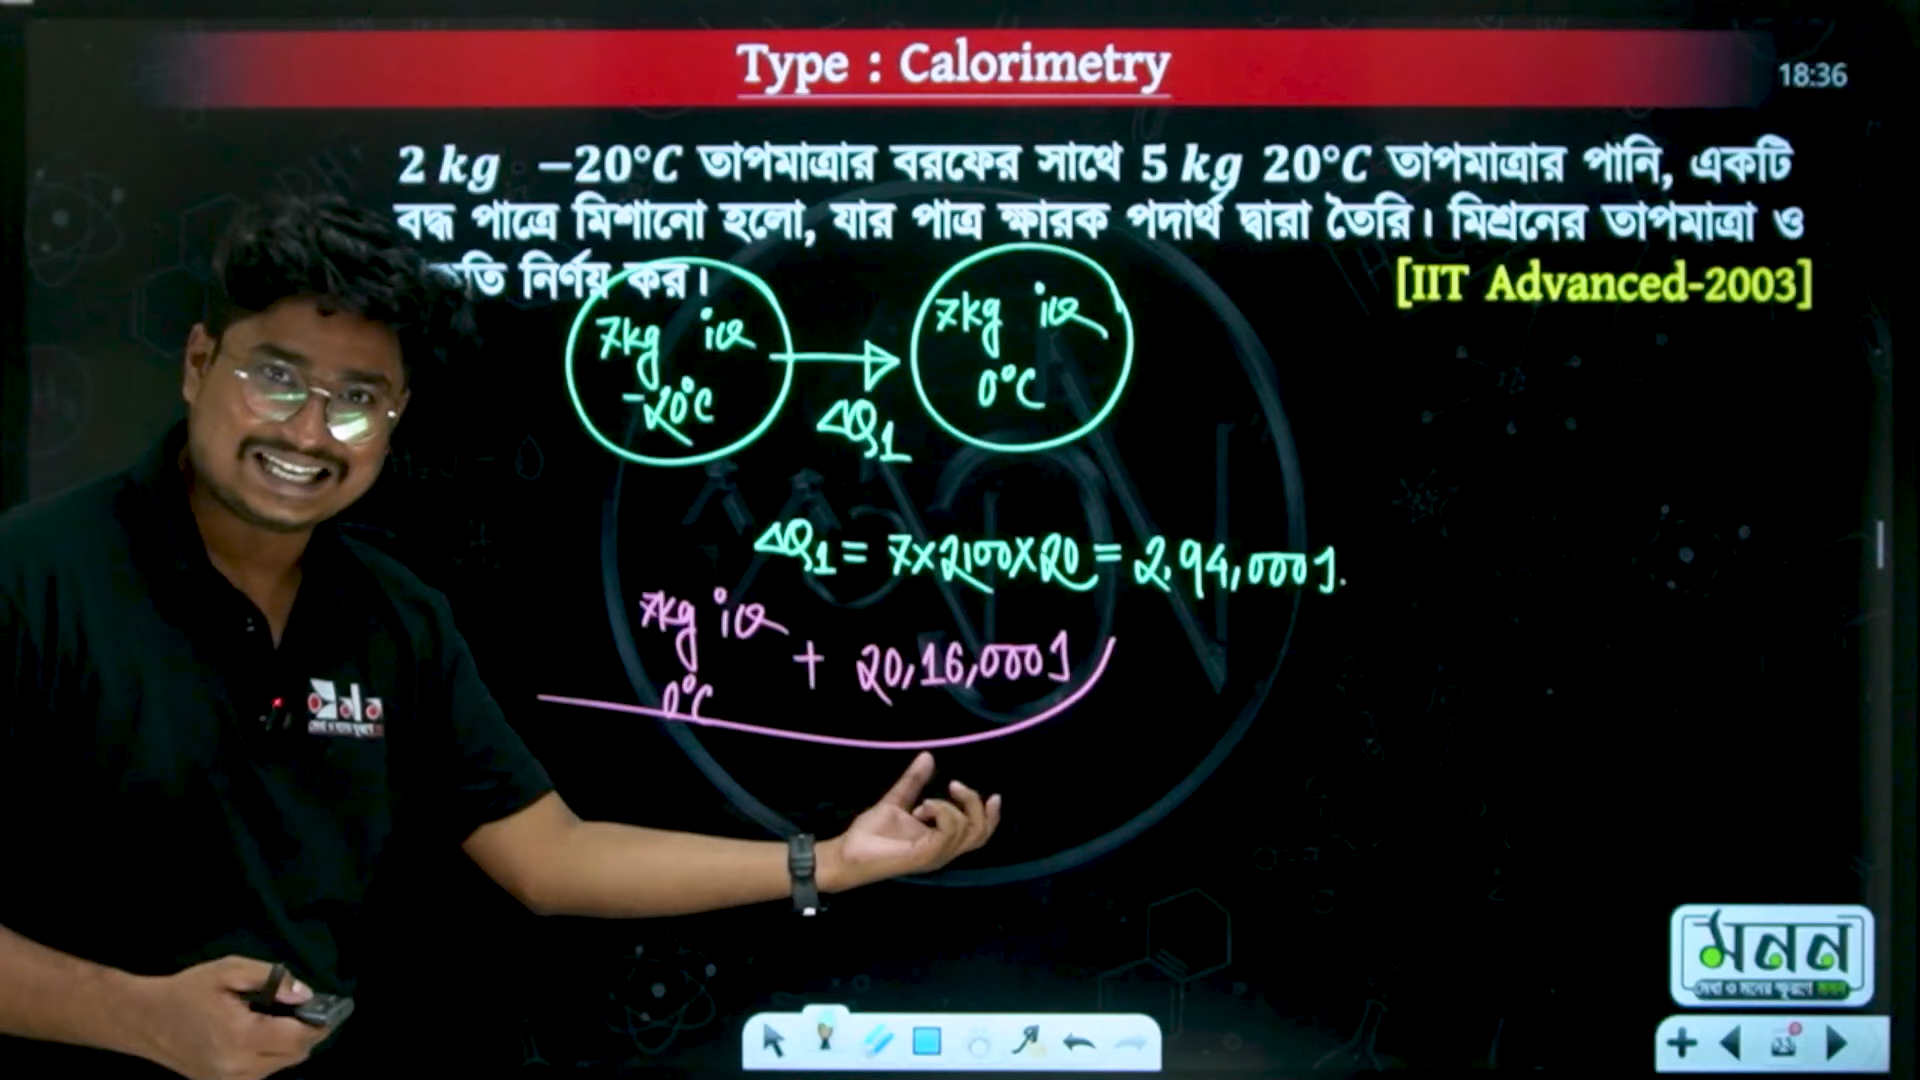 Type : Calorimetry
18:36
2 kg −20°C তাপমাত্রার বরফের সাথে 5 kg 20°C তাপমাত্রার পানি, একটি
বদ্ধ পাত্রে মিশানো হলো, যার পাত্র ক্ষারক পদার্থ দ্বারা তৈরি। মিশ্রনের তাপমাত্রা ও
তি নির্ণয় কর।
[IIT Advanced-2003]
7kg ice
-20°C
ΔQ1
7kg ice
0°C
ΔQ1 = 7×2100×20 = 2,94,000J.
7kg ice
0°C
+ 20,16,000J
মনন